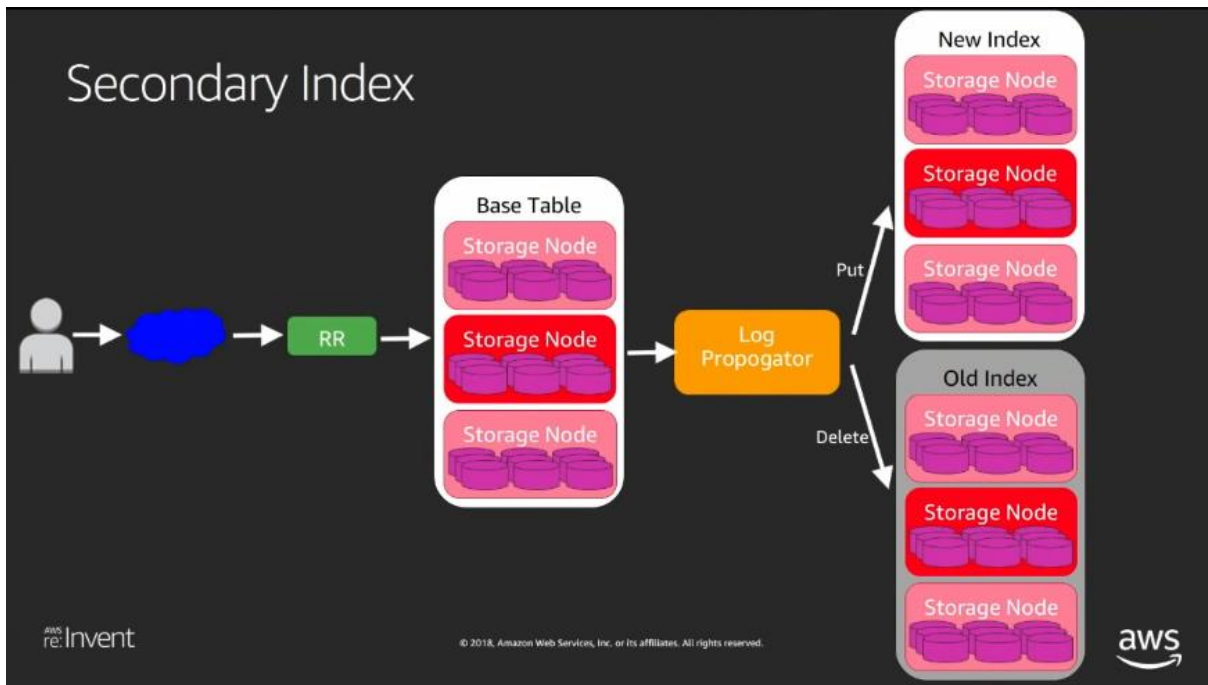 Secondary Index
New Index
Storage Node
Storage Node
Storage Node
Put
Base Table
Storage Node
Storage Node
Storage Node
RR
Log
Propogator
Old Index
Storage Node
Storage Node
Storage Node
Delete
AWS
re:Invent
© 2018, Amazon Web Services, Inc. or its affiliates. All rights reserved.
aws